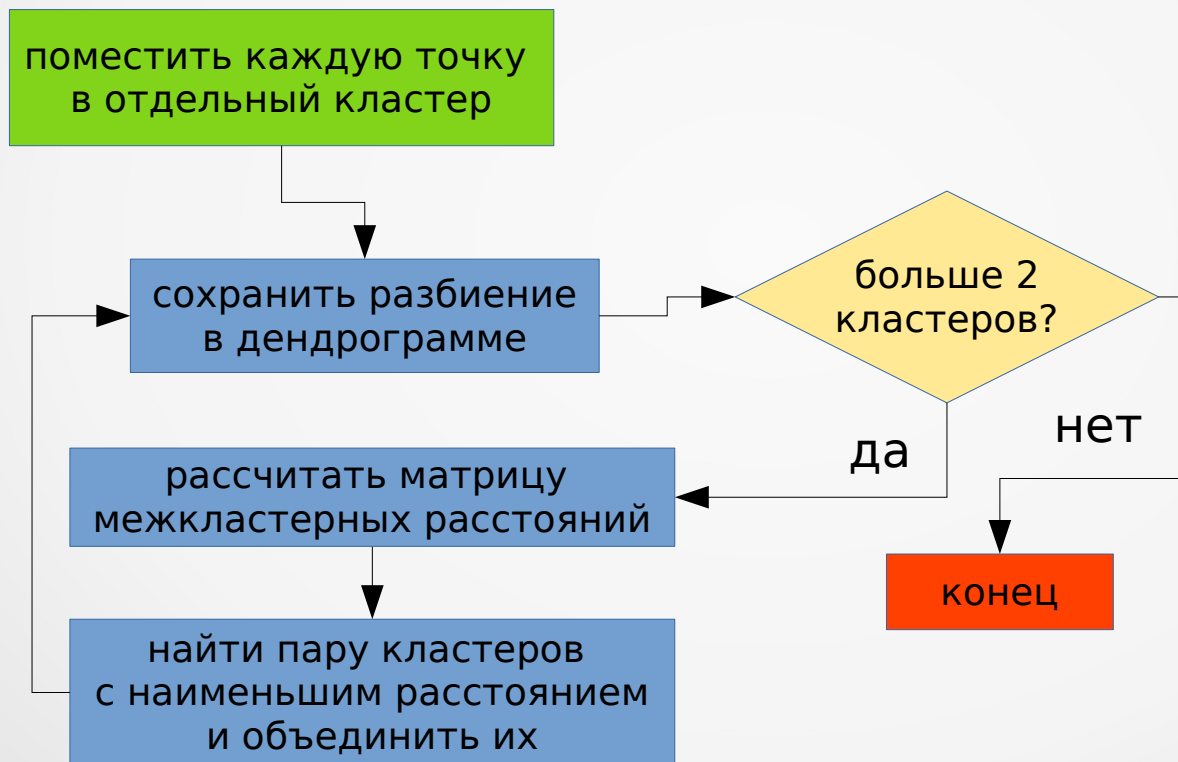 поместить каждую точку
в отдельный кластер
сохранить разбиение
в дендрограмме
больше 2
кластеров?
да
нет
рассчитать матрицу
межкластерных расстояний
конец
найти пару кластеров
с наименьшим расстоянием
и объединить их